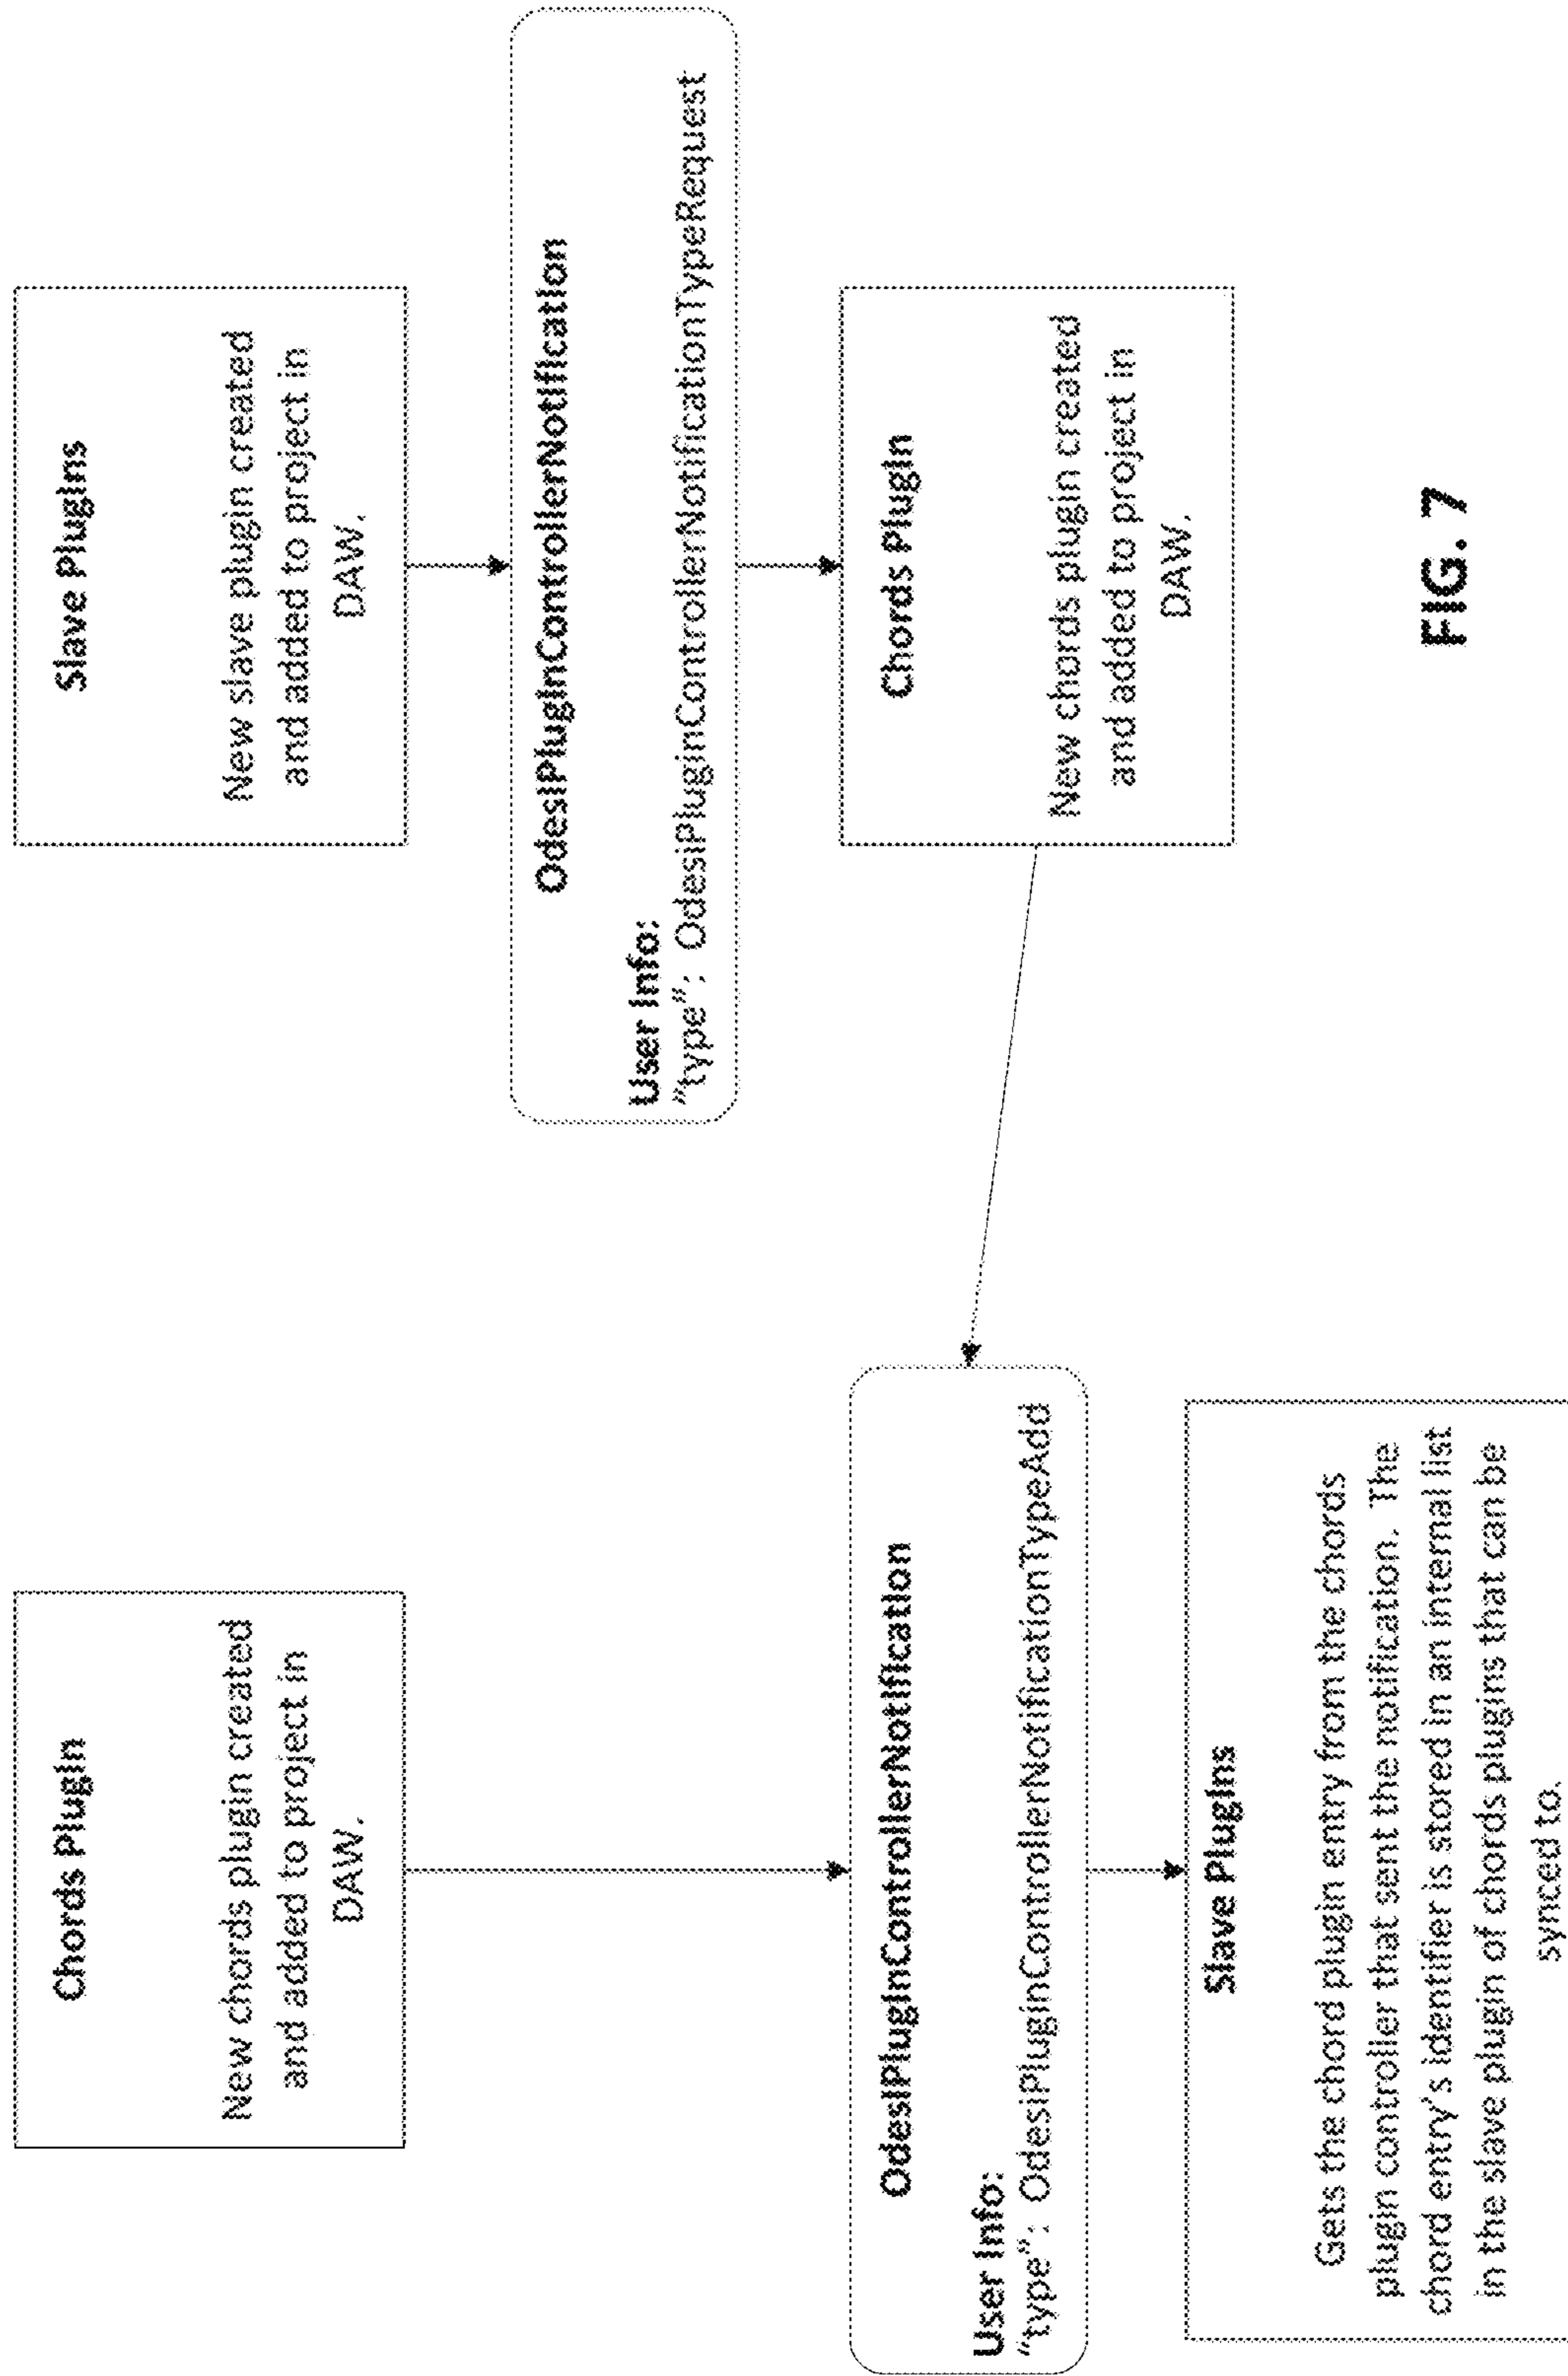 Chords Plugin
New chords plugin created
and added to project in
DAW.
OdesiPluginControllerNotification
User Info:
"type": OdesiPluginControllerNotificationTypeAdd
Slave Plugins
Gets the chord plugin entry from the chords
plugin controller that sent the notification. The
chord entry's identifier is stored in an internal list
in the slave plugin of chords plugins that can be
synced to.
Slave Plugins
New slave plugin created
and added to project in
DAW.
OdesiPluginControllerNotification
User Info:
"type": OdesiPluginControllerNotificationTypeRequest
Chords Plugin
New chords plugin created
and added to project in
DAW.
FIG. 7